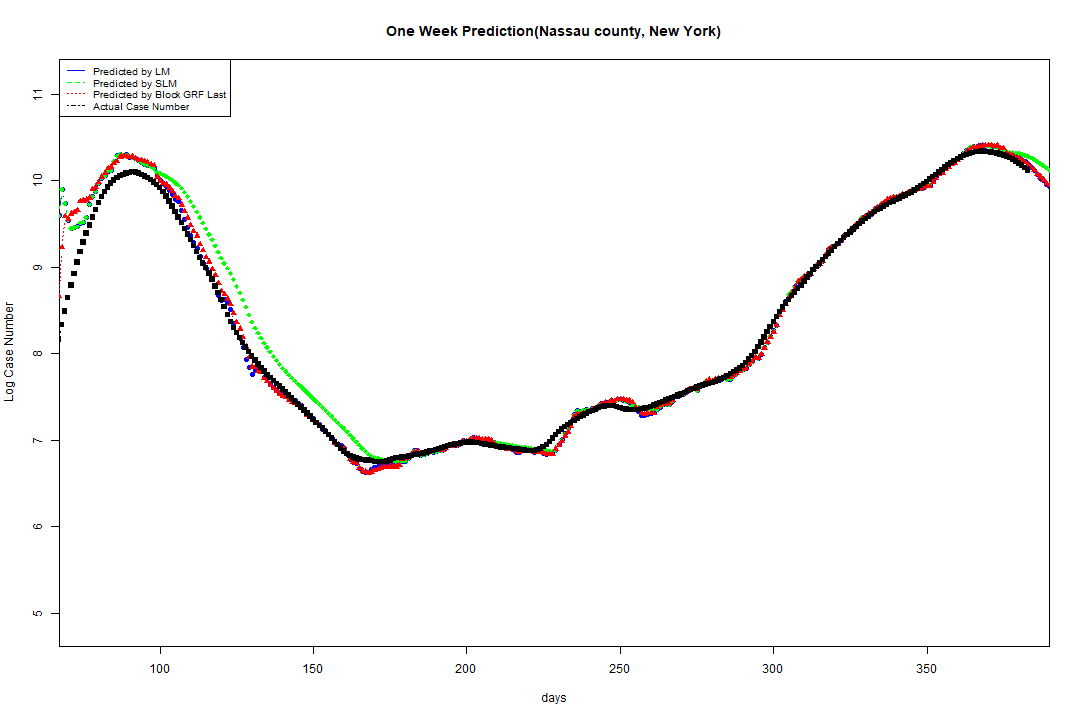 One Week Prediction(Nassau county, New York)
Predicted by LM
Predicted by SLM
Predicted by Block GRF Last
Actual Case Number
11
10
9
8
7
6
5
Log Case Number
100 150 200 250 300 350
days